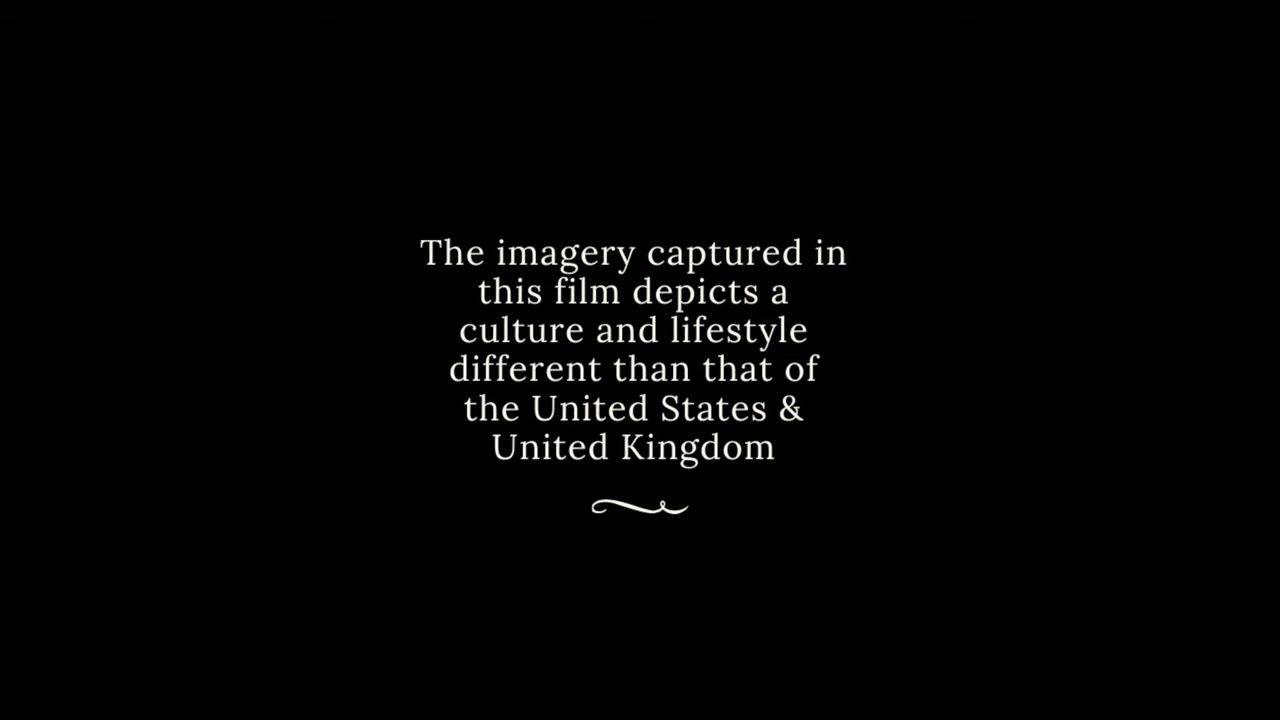 The imagery captured in
this film depicts a
culture and lifestyle
different than that of
the United States &
United Kingdom